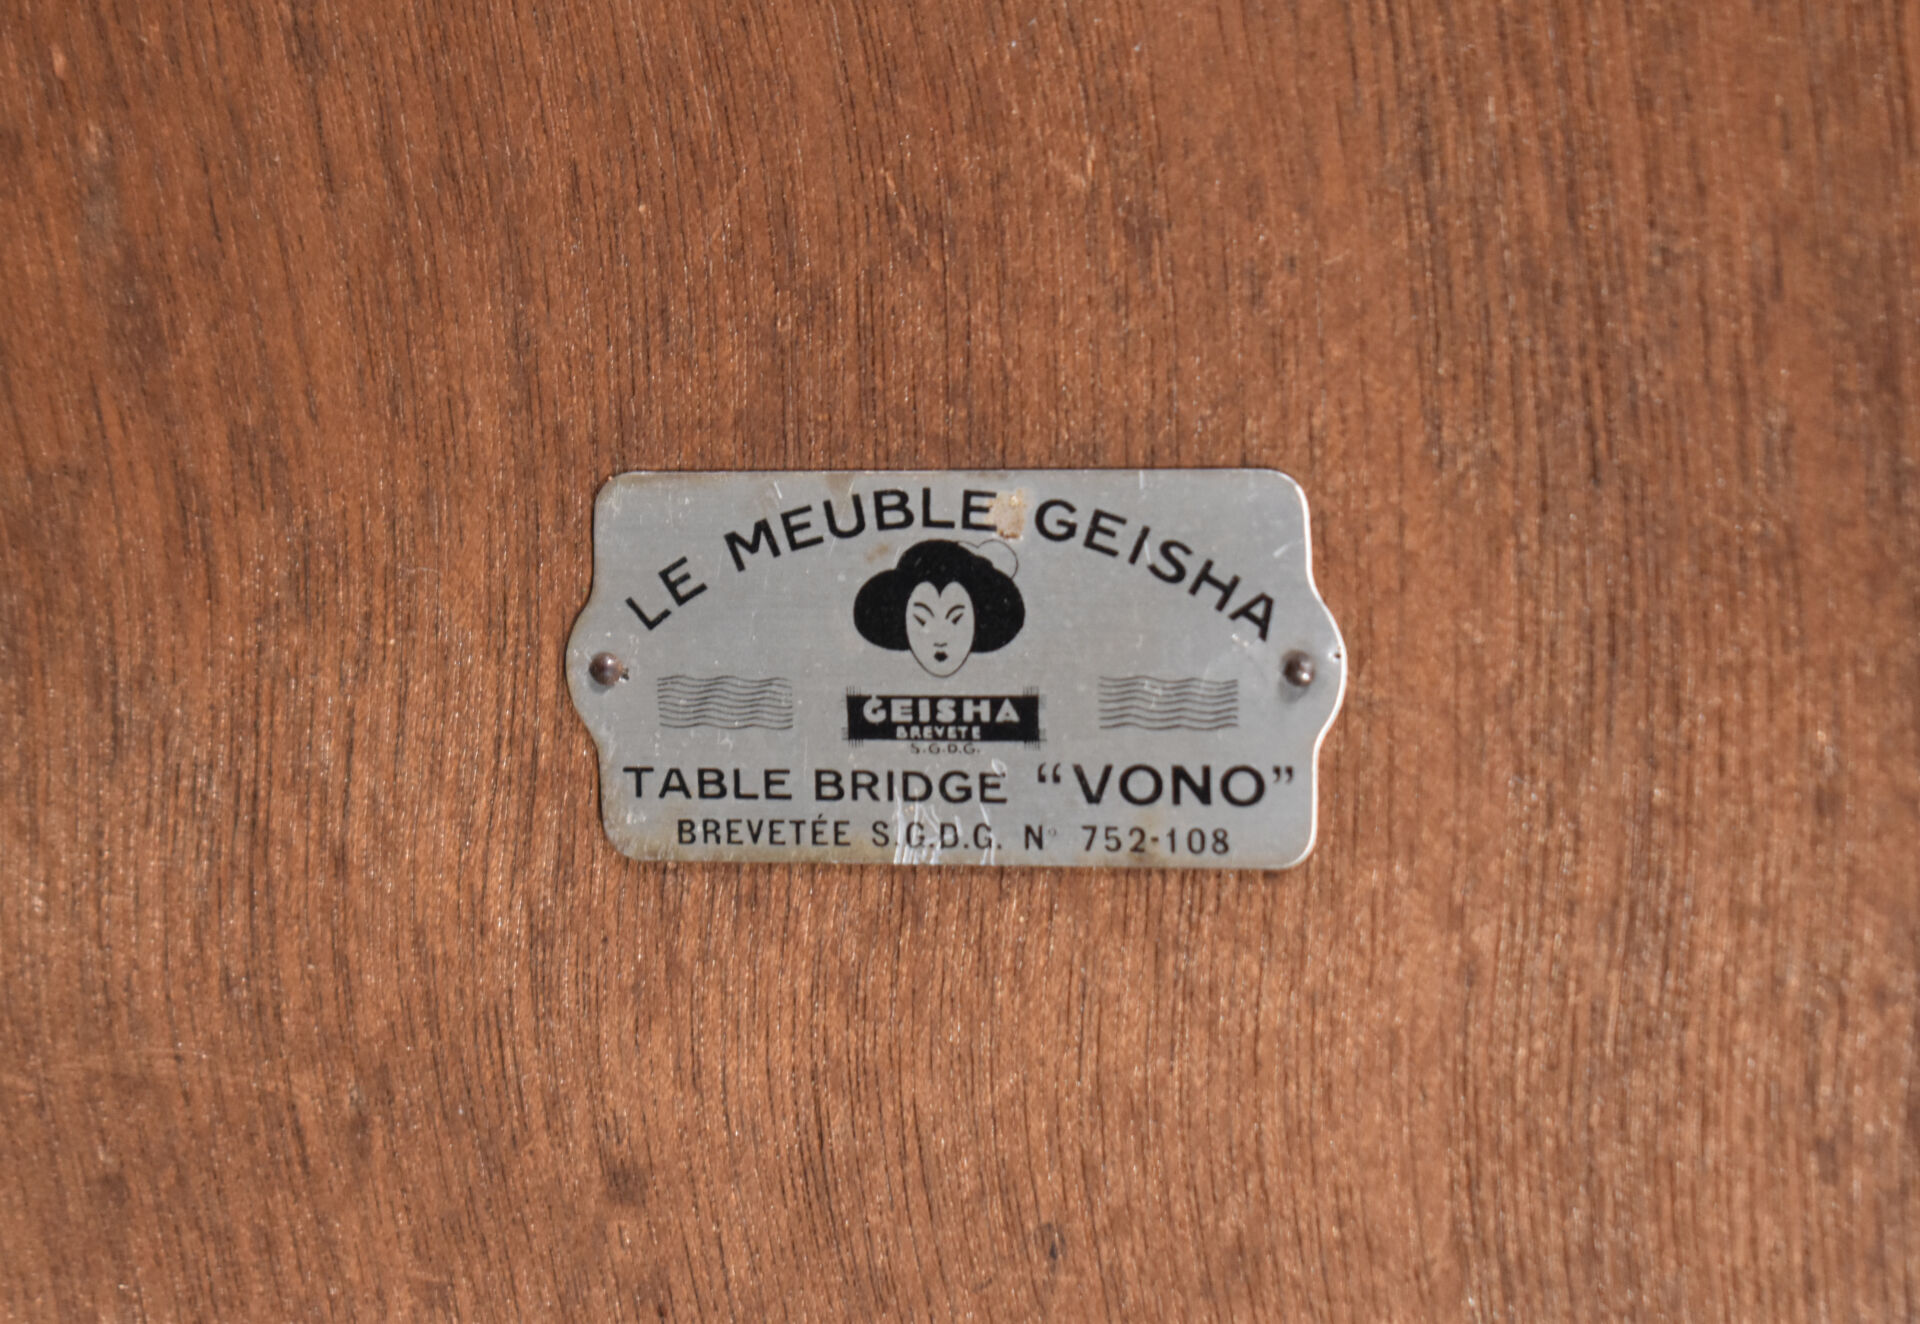 LE MEUBLE GEISHA
GEISHA
BREVETE
S.G.D.G.
TABLE BRIDGE “VONO”
BREVETÉE S.G.D.G. N° 752-108